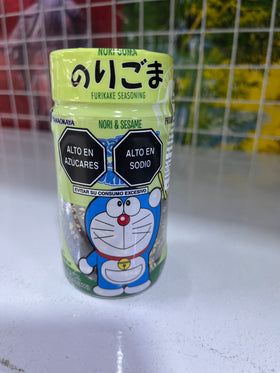 NORI GOMA
のりごま
FURIKAKE SEASONING
NORI & SESAME
ALTO EN
AZUCARES
ALTO EN
SODIO
EVITAR SU CONSUMO EXCESIVO